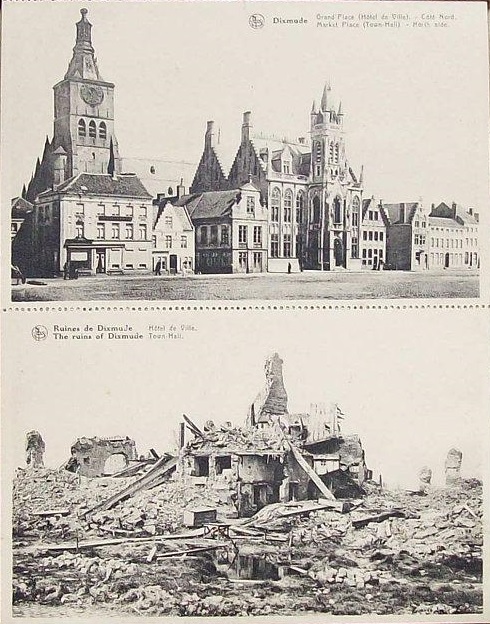 Dixmude Grand'Place (Hôtel de Ville). - Côté Nord.
Market Place (Town-Hall) - North side.
Ruines de Dixmude Hôtel de Ville.
The ruins of Dixmude Town-Hall.